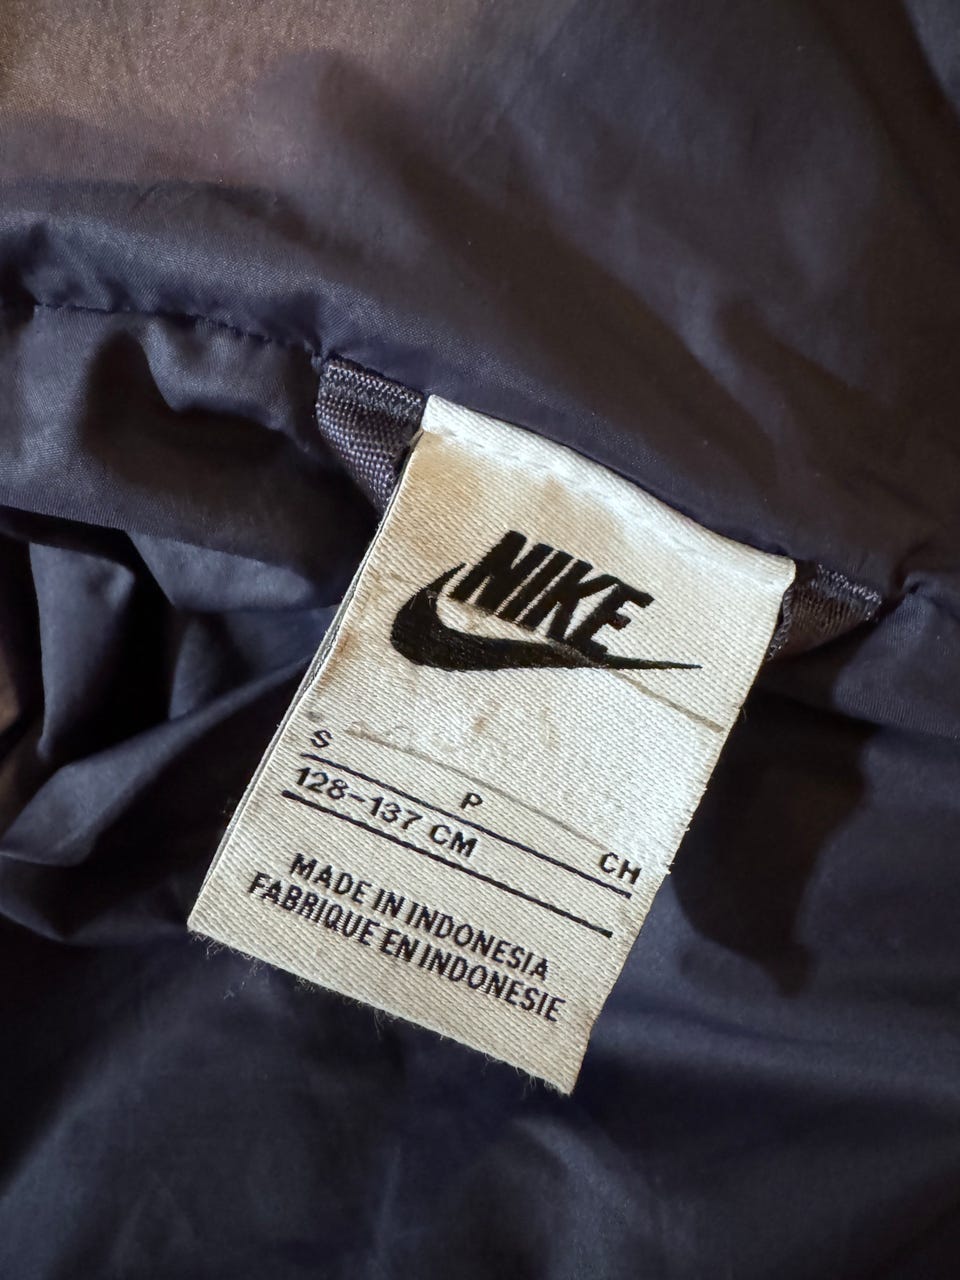 NIKE
S P CH
128-137 CM
MADE IN INDONESIA
FABRIQUE EN INDONESIE